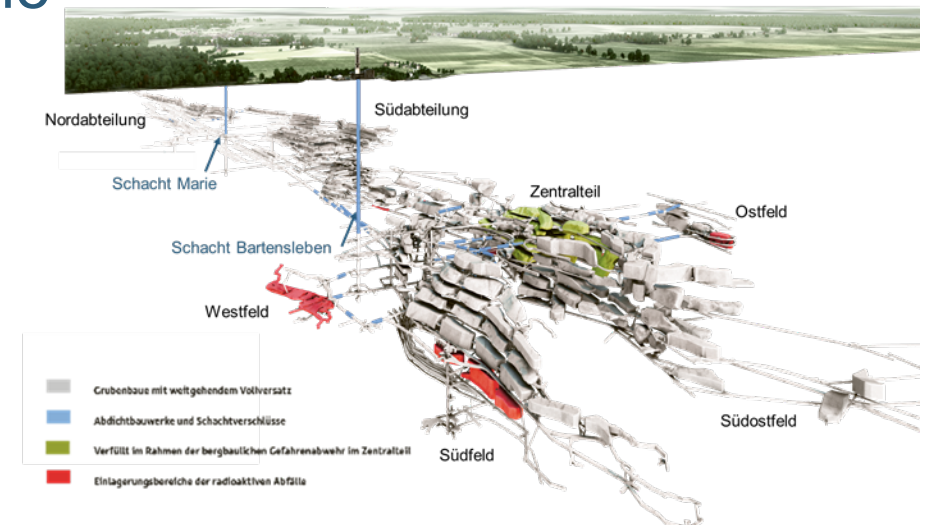 Nordabteilung
Südabteilung
Schacht Marie
Zentralteil
Ostfeld
Schacht Bartensleben
Westfeld
Grubenbaue mit weitgehendem Vollversatz
Abdichtbauwerke und Schachtverschlüsse
Südostfeld
Verfüllt im Rahmen der bergbaulichen Gefahrenabwehr im Zentralteil
Südfeld
Einlagerungsbereiche der radioaktiven Abfälle